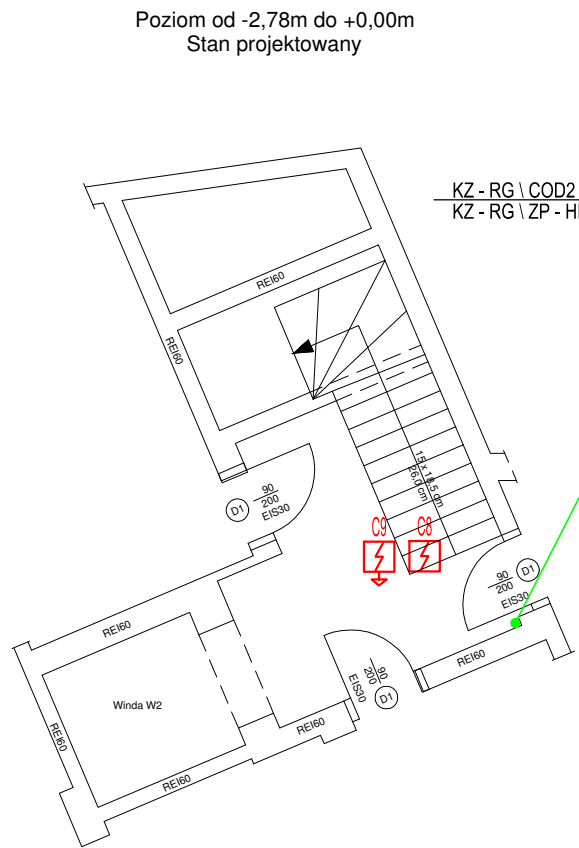 Poziom od -2,78m do +0,00m
Stan projektowany
KZ - RG \ COD2
KZ - RG \ ZP - H
REI60
REI60
15 x 18,5 cm
26,0 cm
D1
90
200
EIS30
90
200
EIS30
D1
REI60
REI60
90
200
EIS30
D1
Winda W2
REI60
REI60
REI60